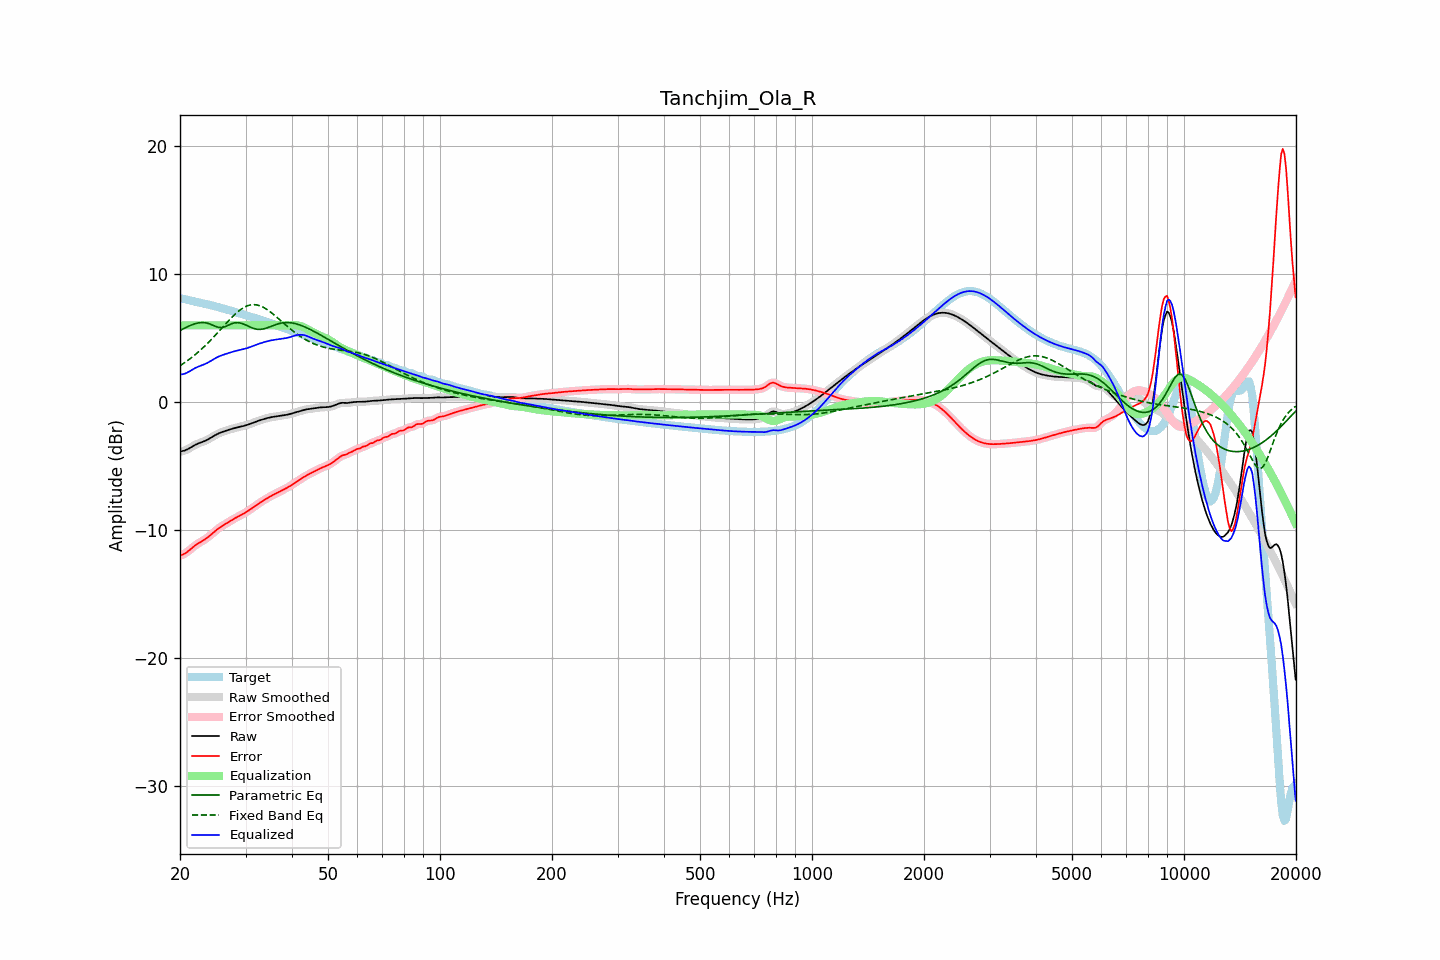 Tanchjim_Ola_R
Amplitude (dBr)
20
10
0
−10
−20
−30
Target
Raw Smoothed
Error Smoothed
Raw
Error
Equalization
Parametric Eq
Fixed Band Eq
Equalized
20 50 100 200 500 1000 2000 5000 10000 20000
Frequency (Hz)